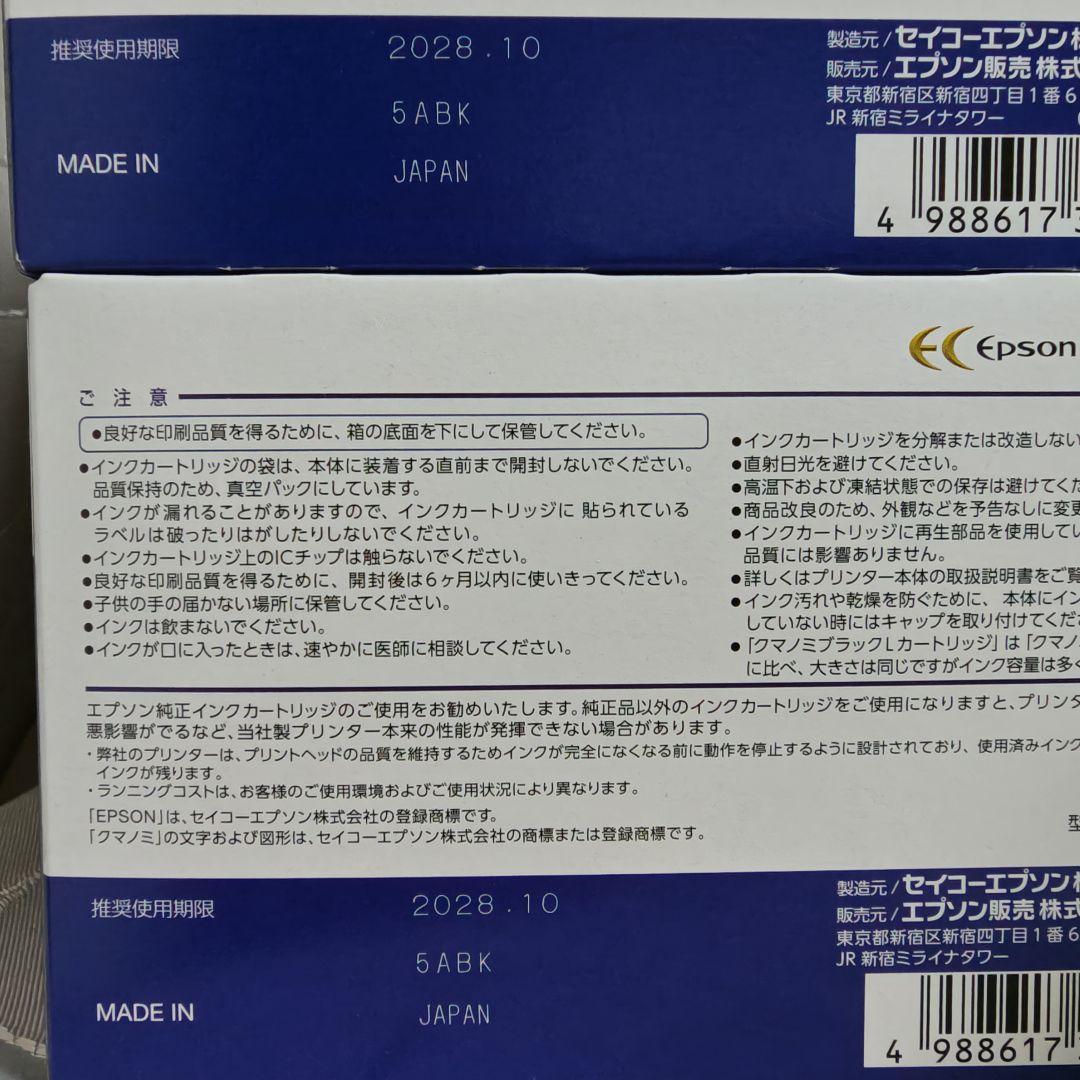 推奨使用期限
2028.10
5ABK
MADE IN
JAPAN
製造元/セイコーエプソン
販売元/エプソン販売 株式
東京都新宿区新宿四丁目1番6
JR 新宿ミライナタワー
4 988617
EPSON
ご注意
●良好な印刷品質を得るために、箱の底面を下にして保管してください。
●インクカートリッジの袋は、本体に装着する直前まで開封しないでください。
品質保持のため、真空パックにしています。
●インクが漏れることがありますので、インクカートリッジに 貼られている
ラベルは破ったりはがしたりしないでください。
●インクカートリッジ上のICチップは触らないでください。
●良好な印刷品質を得るために、開封後は6ヶ月以内に使いきってください。
●子供の手の届かない場所に保管してください。
●インクは飲まないでください。
●インクが口に入ったときは、速やかに医師に相談してください。
●インクカートリッジを分解または改造しない
●直射日光を避けてください。
●高温下および凍結状態での保存は避けてくだ
●商品改良のため、外観などを予告なしに変更
●インクカートリッジに再生部品を使用してい
品質には影響ありません。
●詳しくはプリンター本体の取扱説明書をご覧
●インク汚れや乾燥を防ぐために、本体にイン
していない時にはキャップを取り付けてくださ
●「クマノミブラックLカートリッジ」は「クマノ
に比べ、大きさは同じですがインク容量は多く
エプソン純正インクカートリッジのご使用をお勧めいたします。純正品以外のインクカートリッジをご使用になりますと、プリンタ
悪影響がでるなど、当社製プリンター本来の性能が発揮できない場合があります。
・弊社のプリンターは、プリントヘッドの品質を維持するためインクが完全になくなる前に動作を停止するように設計されており、使用済みインク
インクが残ります。
・ランニングコストは、お客様のご使用環境およびご使用状況により異なります。
「EPSON」は、セイコーエプソン株式会社の登録商標です。
「クマノミ」の文字および図形は、セイコーエプソン株式会社の商標または登録商標です。
型
推奨使用期限
2028.10
5ABK
MADE IN
JAPAN
製造元/セイコーエプソン
販売元/エプソン販売 株式
東京都新宿区新宿四丁目1番6
JR 新宿ミライナタワー
4 988617